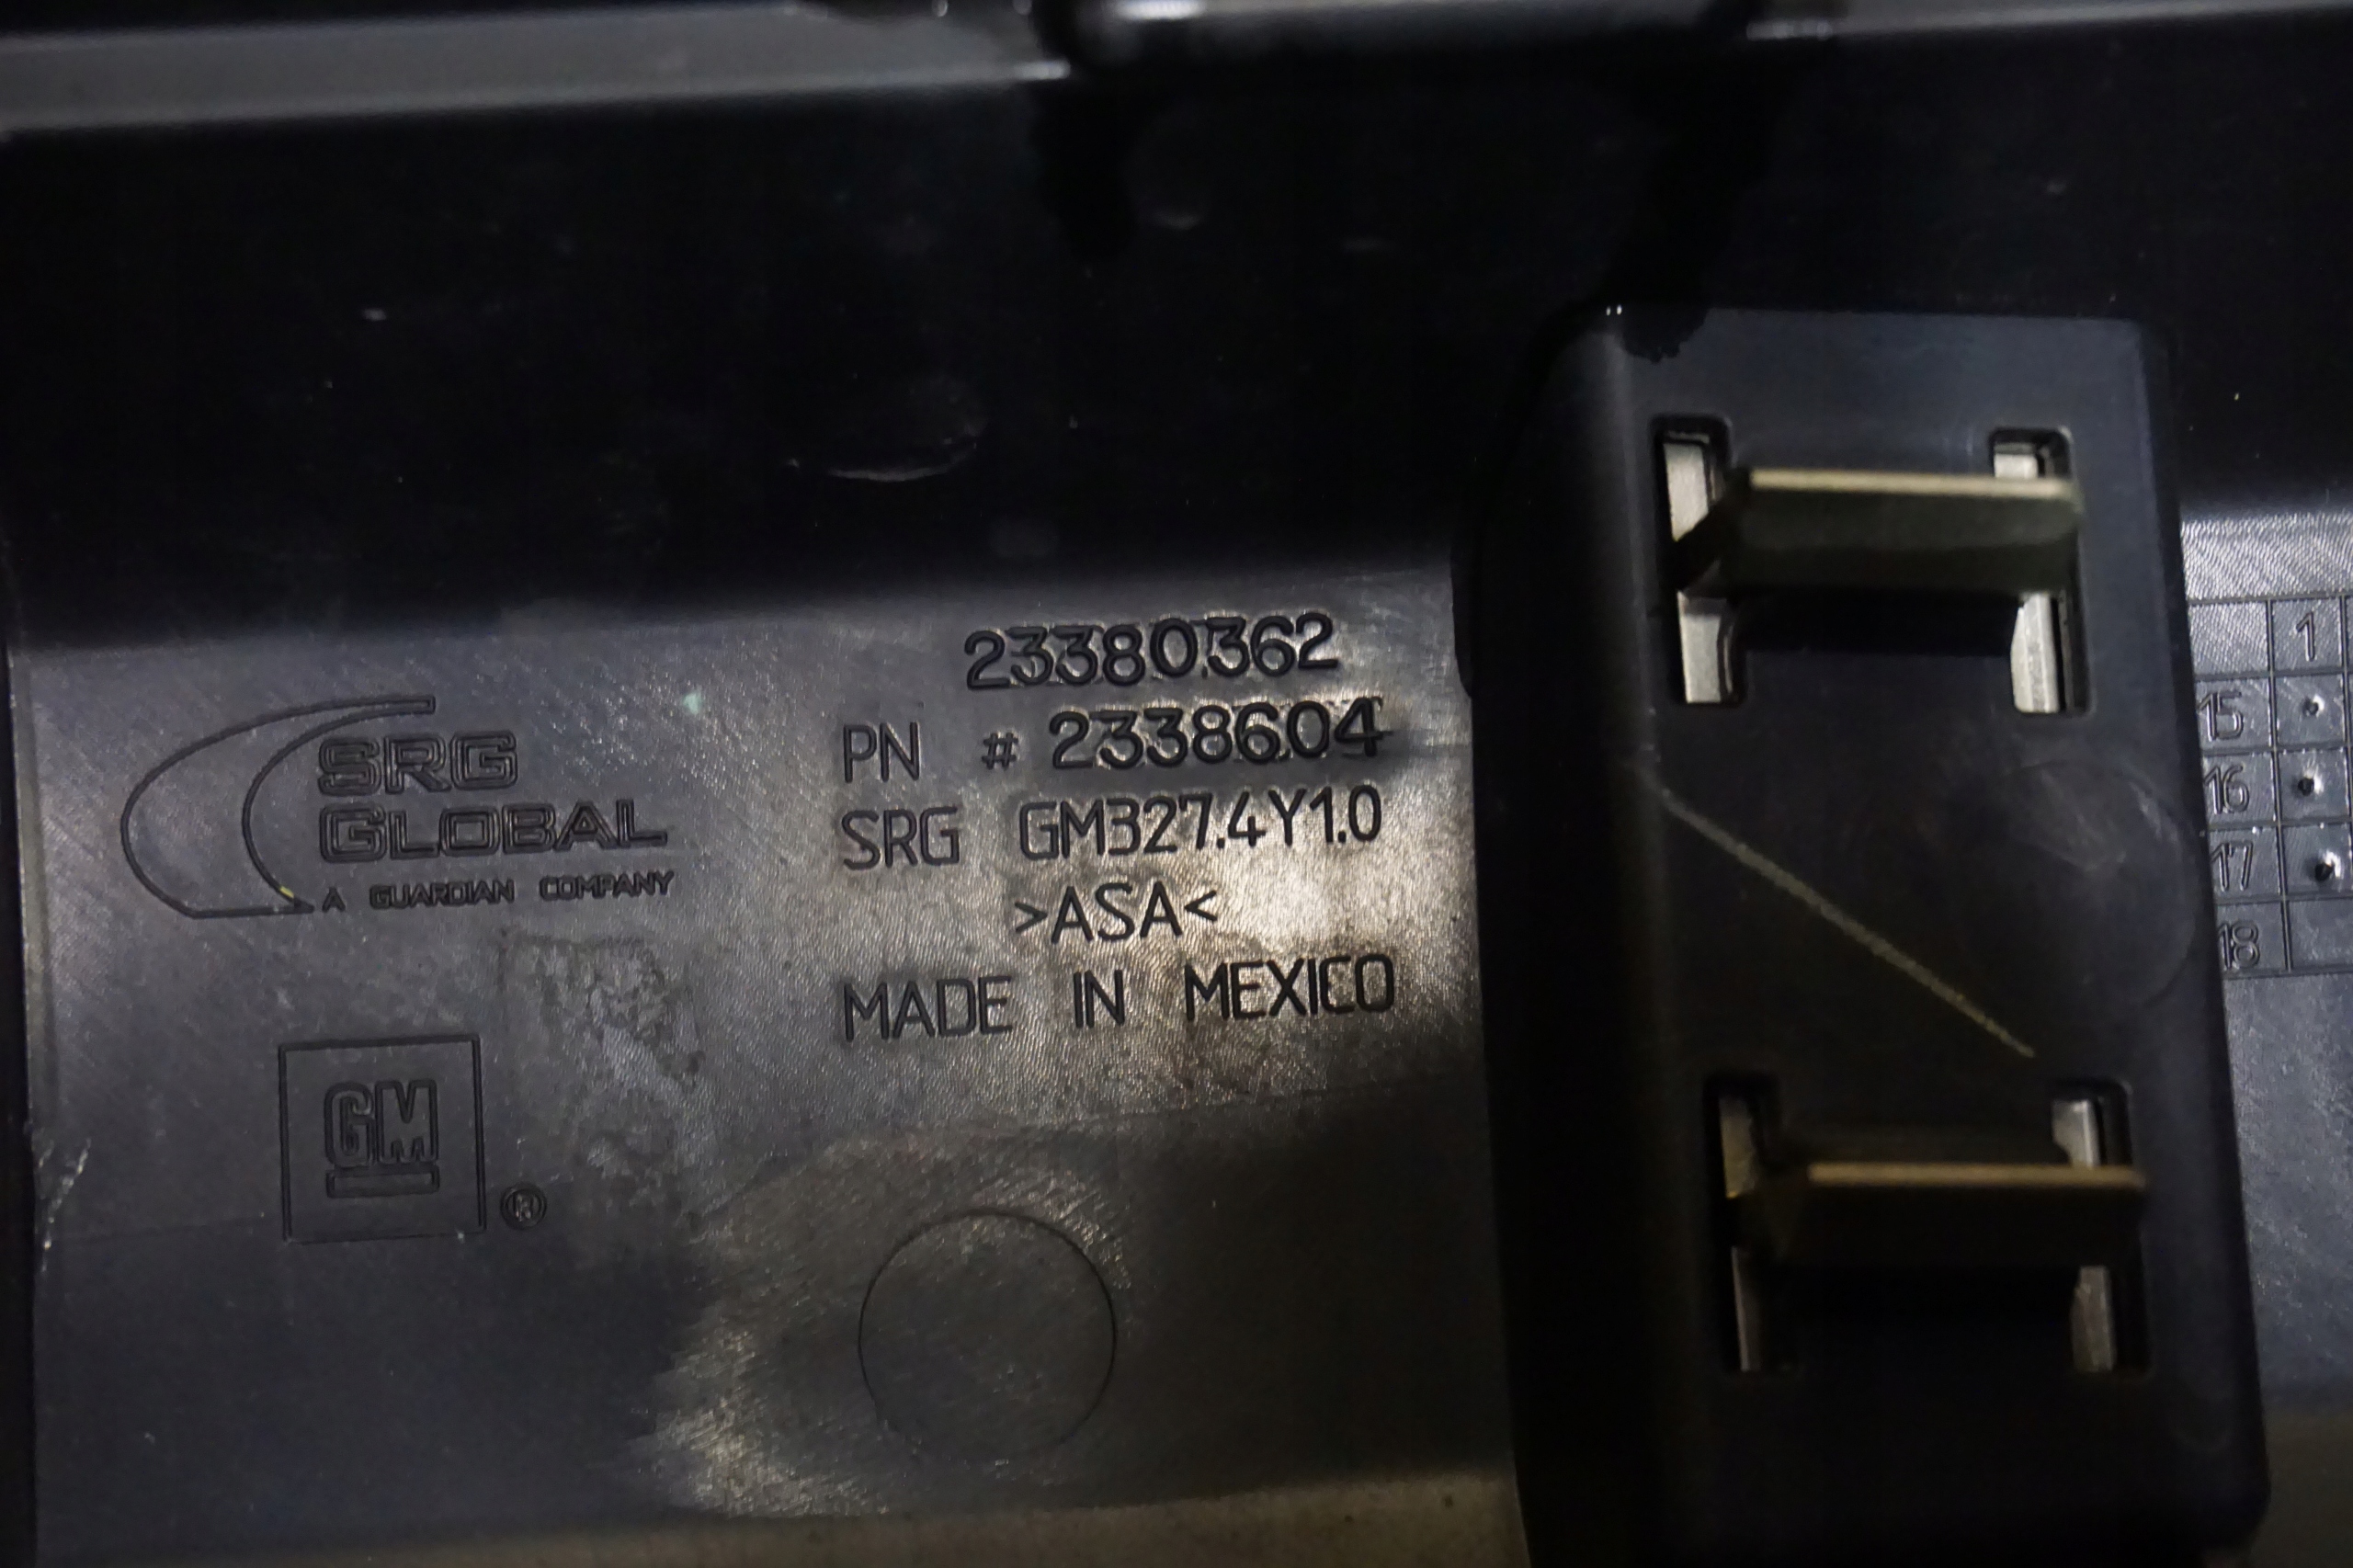 23380362
PN # 2338604
SRG GM327.4Y1.0
>ASA<
MADE IN MEXICO
SRG
GLOBAL
A GUARDIAN COMPANY
GM
®
1
15
16
17
18